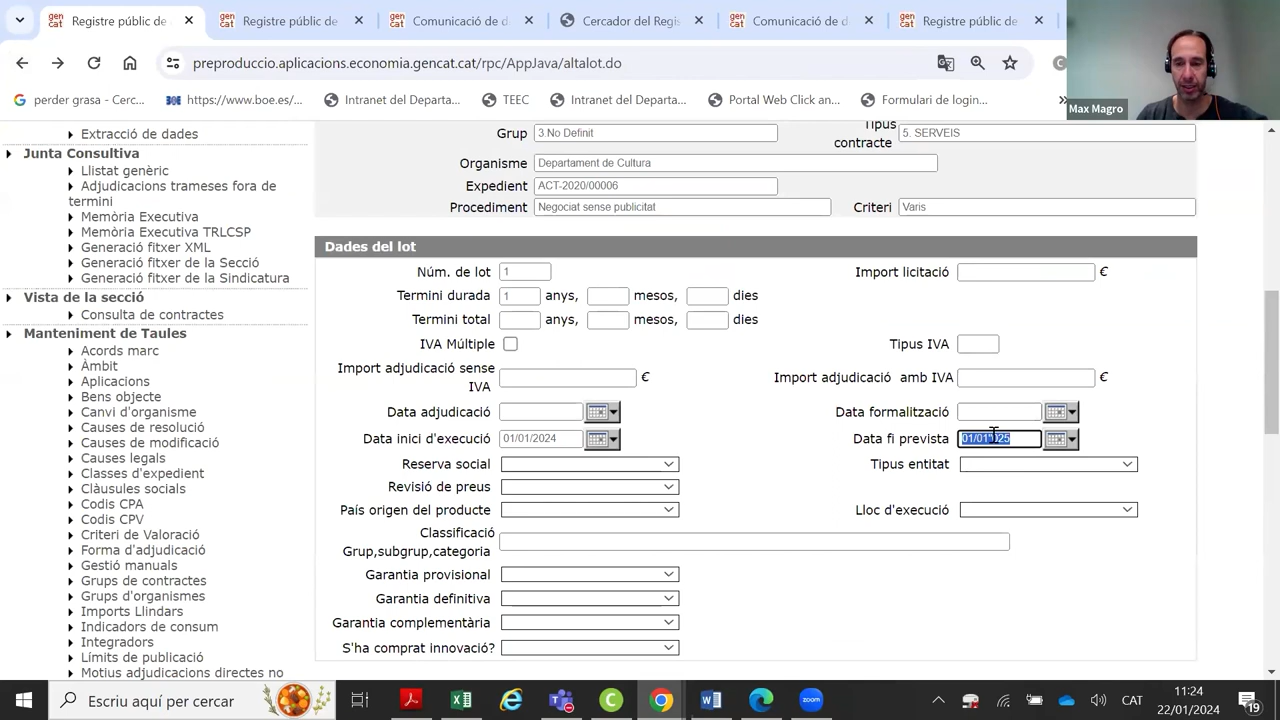 Registre públic de
Registre públic de
Comunicació de d
Cercador del Regis
Comunicació de d
Registre públic de
preproduccio.aplicacions.economia.gencat.cat/rpc/AppJava/altalot.do
Max Magro
perder grasa - Cerc...
https://www.boe.es/...
Intranet del Departa...
TEEC
Intranet del Departa...
Portal Web Click an...
Formulari de login...
Extracció de dades
Junta Consultiva
Llistat genèric
Adjudicacions trameses fora de
termini
Memòria Executiva
Memòria Executiva TRLCSP
Generació fitxer XML
Generació fitxer de la Secció
Generació fitxer de la Sindicatura
Vista de la secció
Consulta de contractes
Manteniment de Taules
Acords marc
Àmbit
Aplicacions
Bens objecte
Canvi d'organisme
Causes de resolució
Causes de modificació
Causes legals
Classes d'expedient
Clàusules socials
Codis CPA
Codis CPV
Criteri de Valoració
Forma d'adjudicació
Gestió manuals
Grups de contractes
Grups d'organismes
Imports Llindars
Indicadors de consum
Integradors
Límits de publicació
Motius adjudicacions directes no
Grup 3.No Definit Tipus contracte 5. SERVEIS
Organisme Departament de Cultura
Expedient ACT-2020/00006
Procediment Negociat sense publicitat Criteri Varis
Dades del lot
Núm. de lot 1 Import licitació €
Termini durada 1 anys, mesos, dies
Termini total anys, mesos, dies
IVA Múltiple Tipus IVA
Import adjudicació sense
IVA € Import adjudicació amb IVA €
Data adjudicació Data formalització
Data inici d'execució 01/01/2024 Data fi prevista 01/01/2025
Reserva social Tipus entitat
Revisió de preus
País origen del producte Lloc d'execució
Classificació
Grup,subgrup,categoria
Garantia provisional
Garantia definitiva
Garantia complementària
S'ha comprat innovació?
Escriu aquí per cercar
CAT
11:24
22/01/2024
19